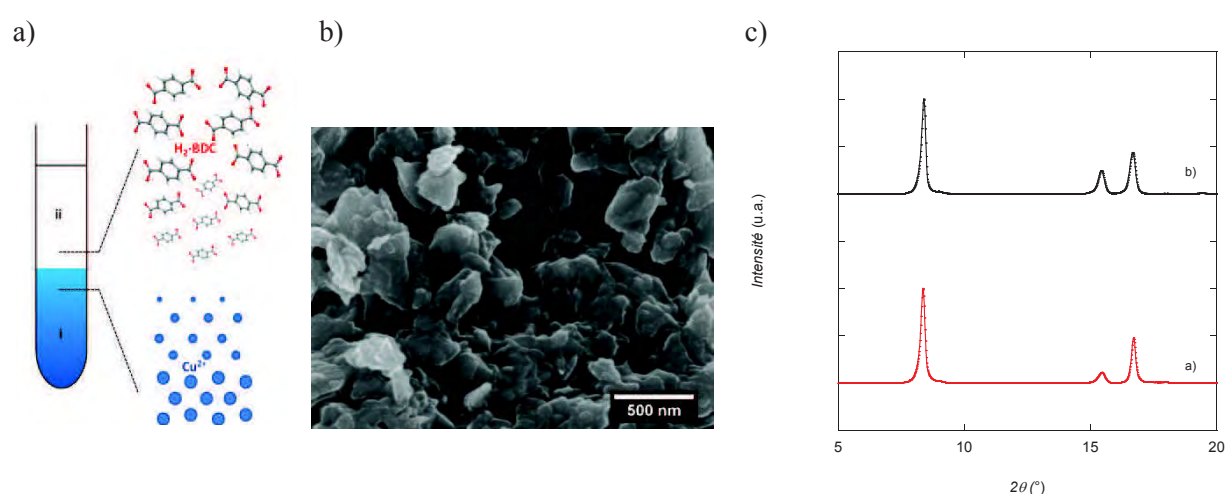 a)
b)
c)
H₂-BDC
ii
i
Cu²⁺
500 nm
Intensité (u.a.)
b)
a)
5
10
15
20
2θ (°)